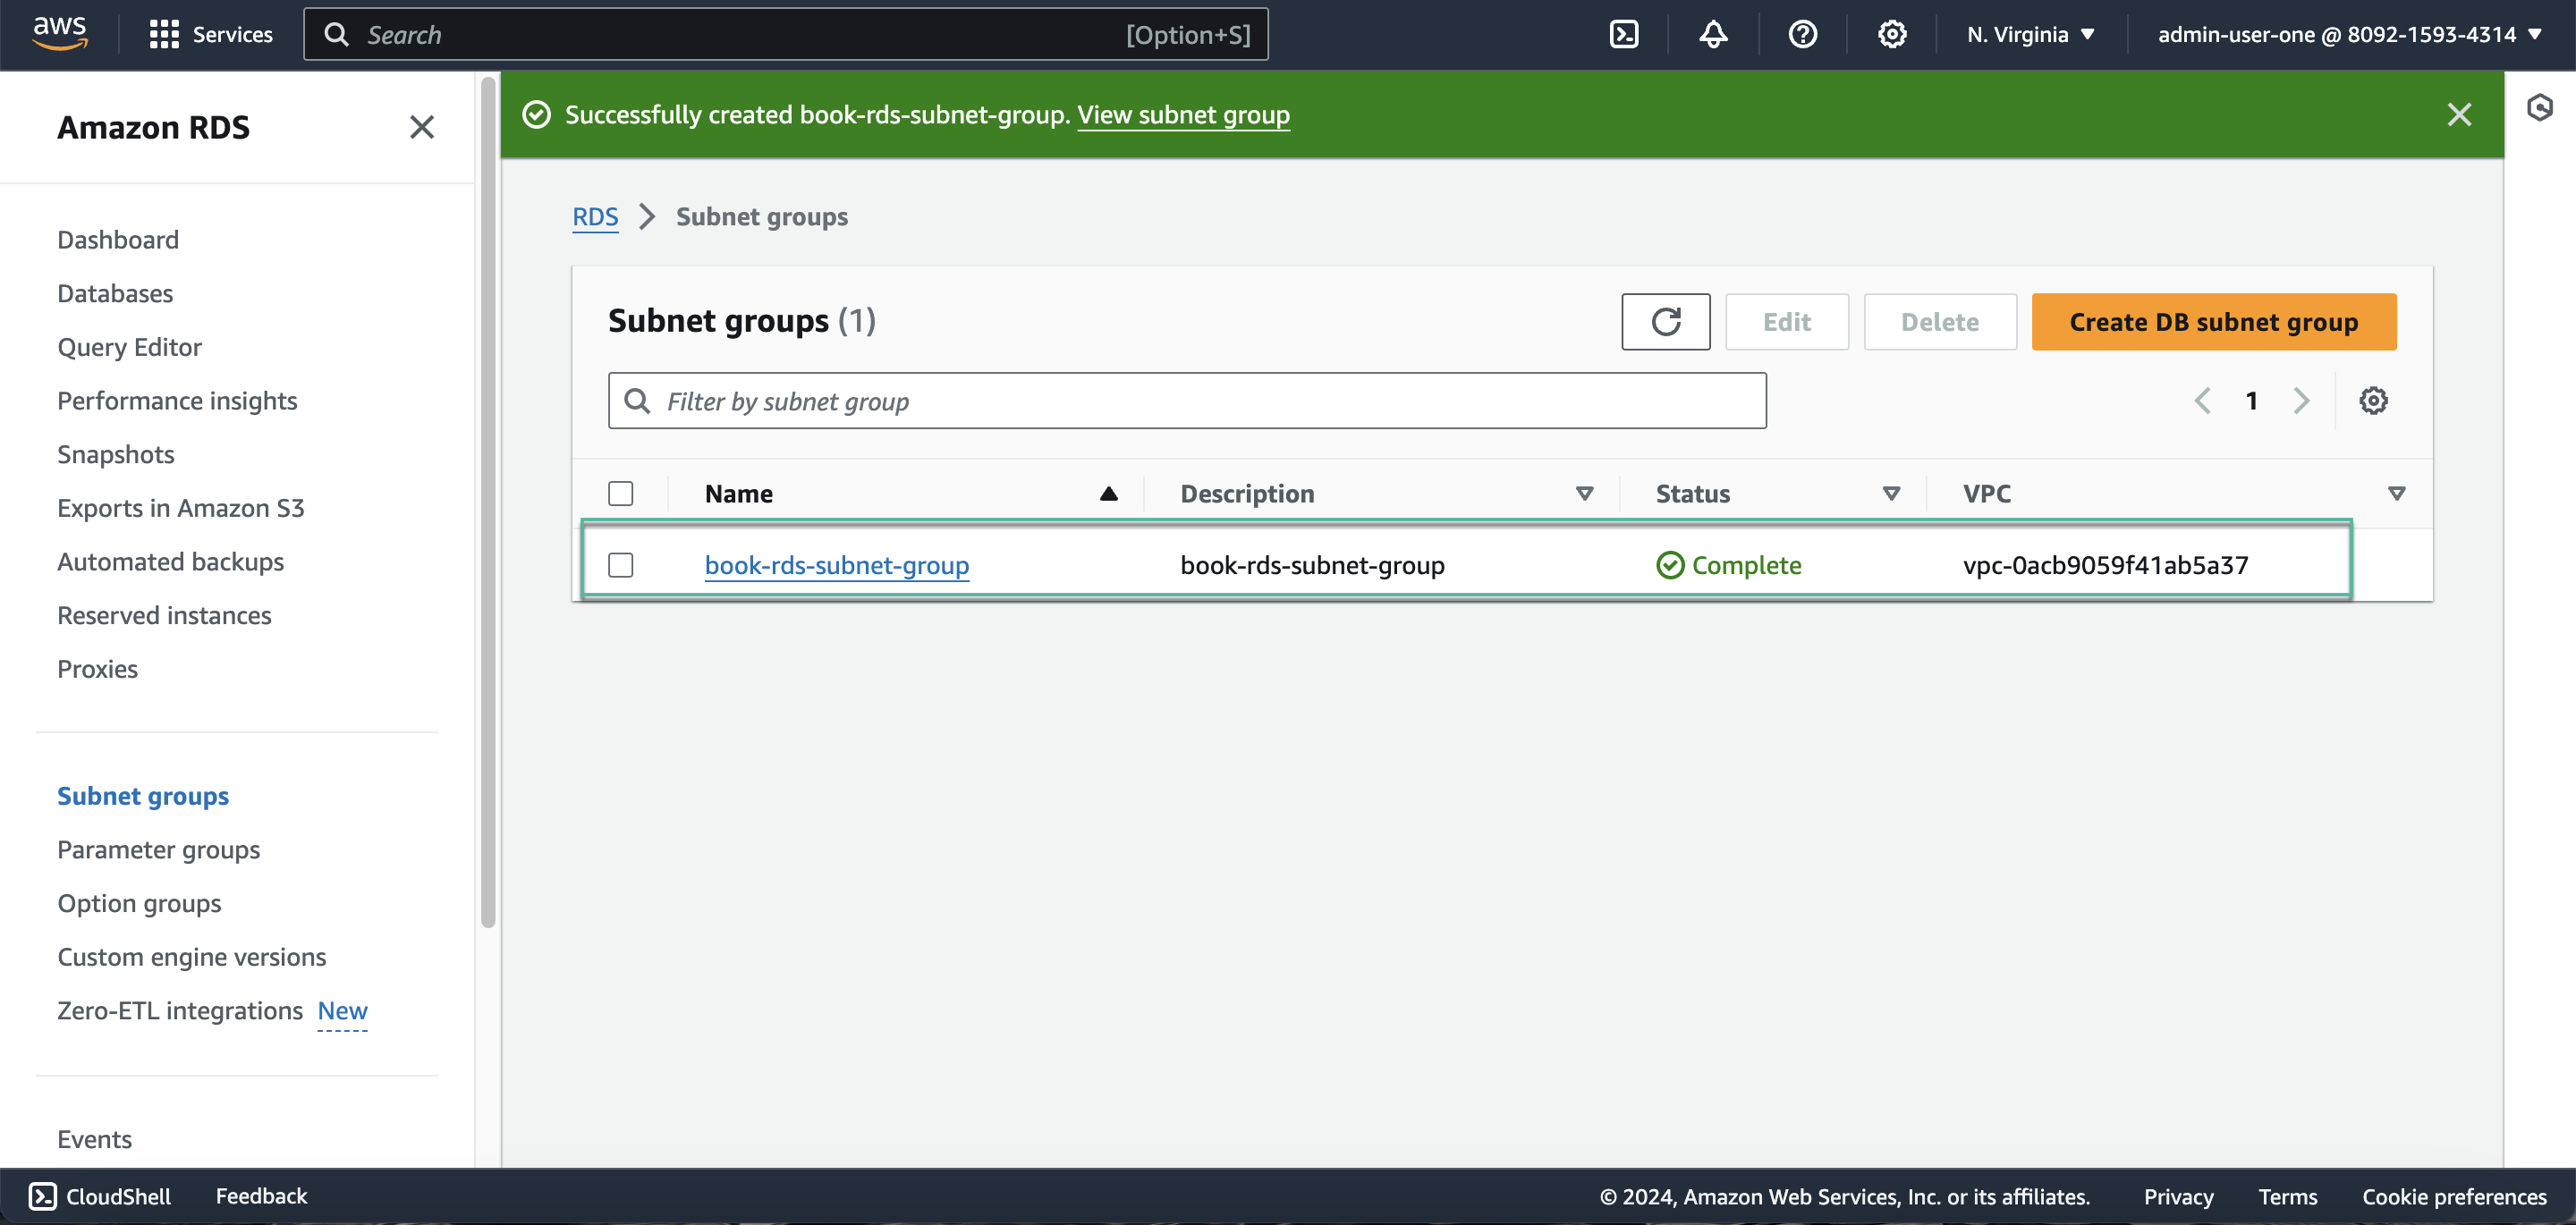 aws
Services
Search [Option+S]
N. Virginia
admin-user-one @ 8092-1593-4314
Amazon RDS
Dashboard
Databases
Query Editor
Performance insights
Snapshots
Exports in Amazon S3
Automated backups
Reserved instances
Proxies
Subnet groups
Parameter groups
Option groups
Custom engine versions
Zero-ETL integrations New
Events
Successfully created book-rds-subnet-group. View subnet group
RDS Subnet groups
Subnet groups (1)
Edit
Delete
Create DB subnet group
Filter by subnet group
1
Name Description Status VPC
book-rds-subnet-group book-rds-subnet-group Complete vpc-0acb9059f41ab5a37
CloudShell Feedback © 2024, Amazon Web Services, Inc. or its affiliates. Privacy Terms Cookie preferences